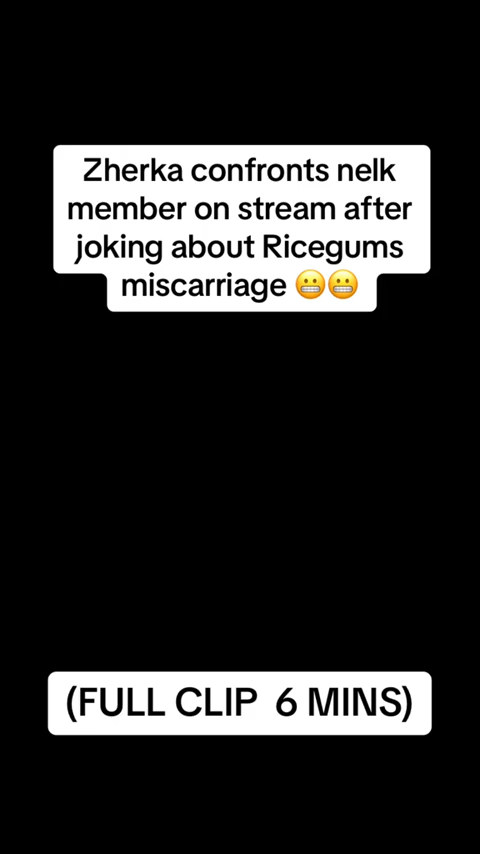 Zherka confronts nelk
member on stream after
joking about Ricegums
miscarriage 😬😬
(FULL CLIP  6 MINS)